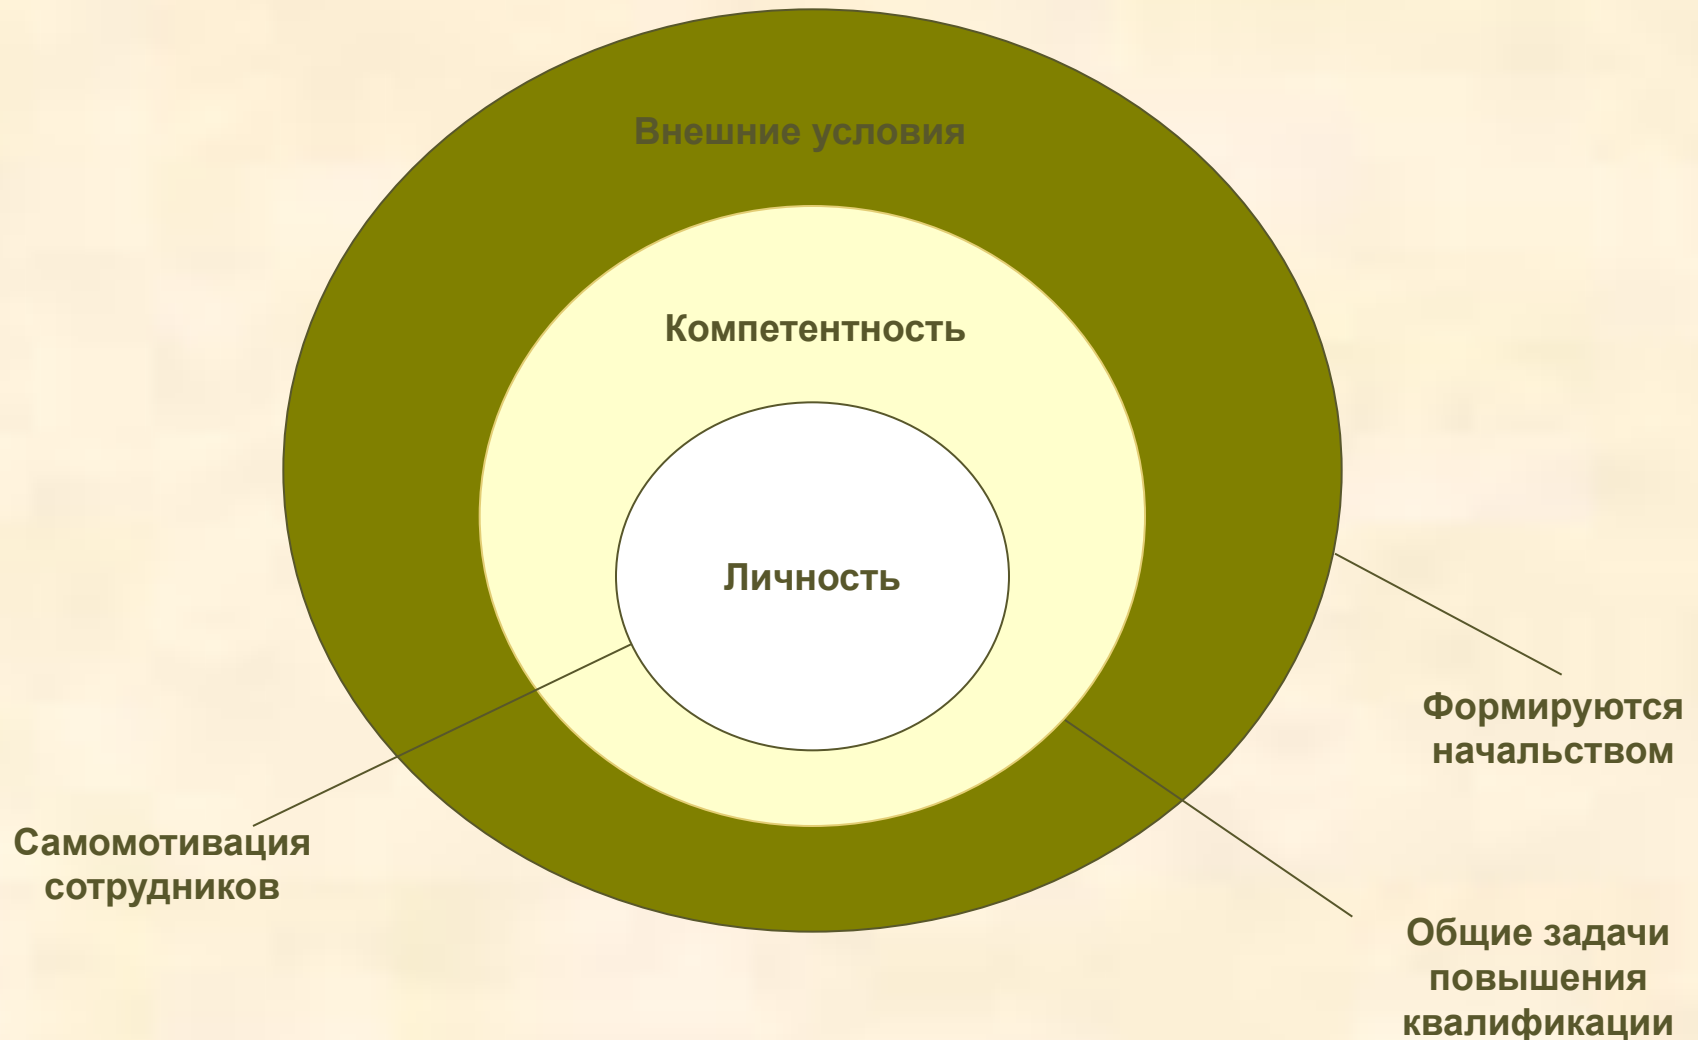 Внешние условия
Компетентность
Личность
Формируются
начальством
Самомотивация
сотрудников
Общие задачи
повышения
квалификации